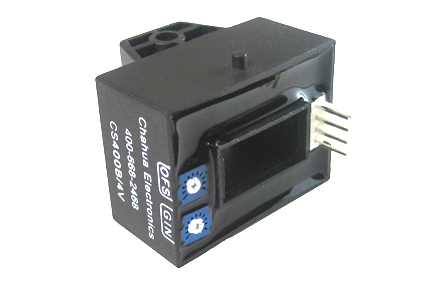 Chahua Electronics
400-668-2468
CS400B/4V
OFS
GIN